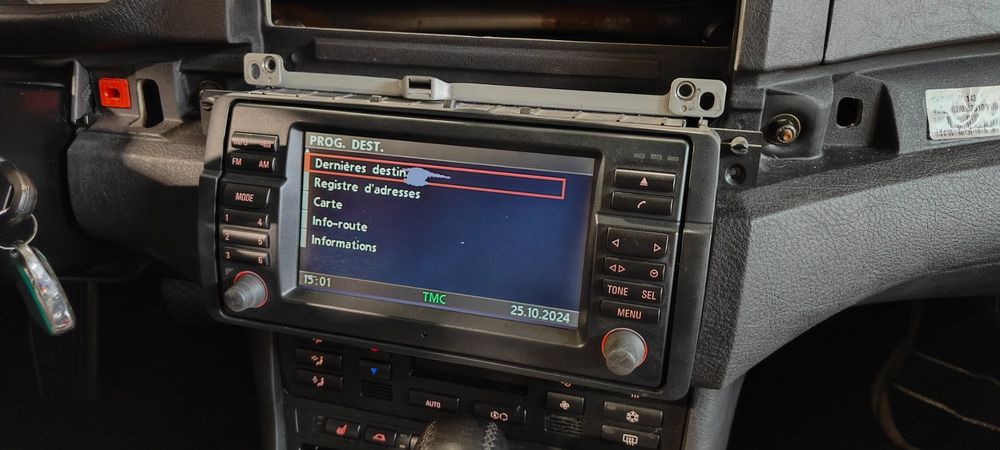 PROG. DEST.
Dernières destin
Registre d'adresses
Carte
Info-route
Informations
15:01
TMC
25.10.2024
FM AM
MODE
1 4
2 5
3 6
TONE SEL
MENU
AUTO
143